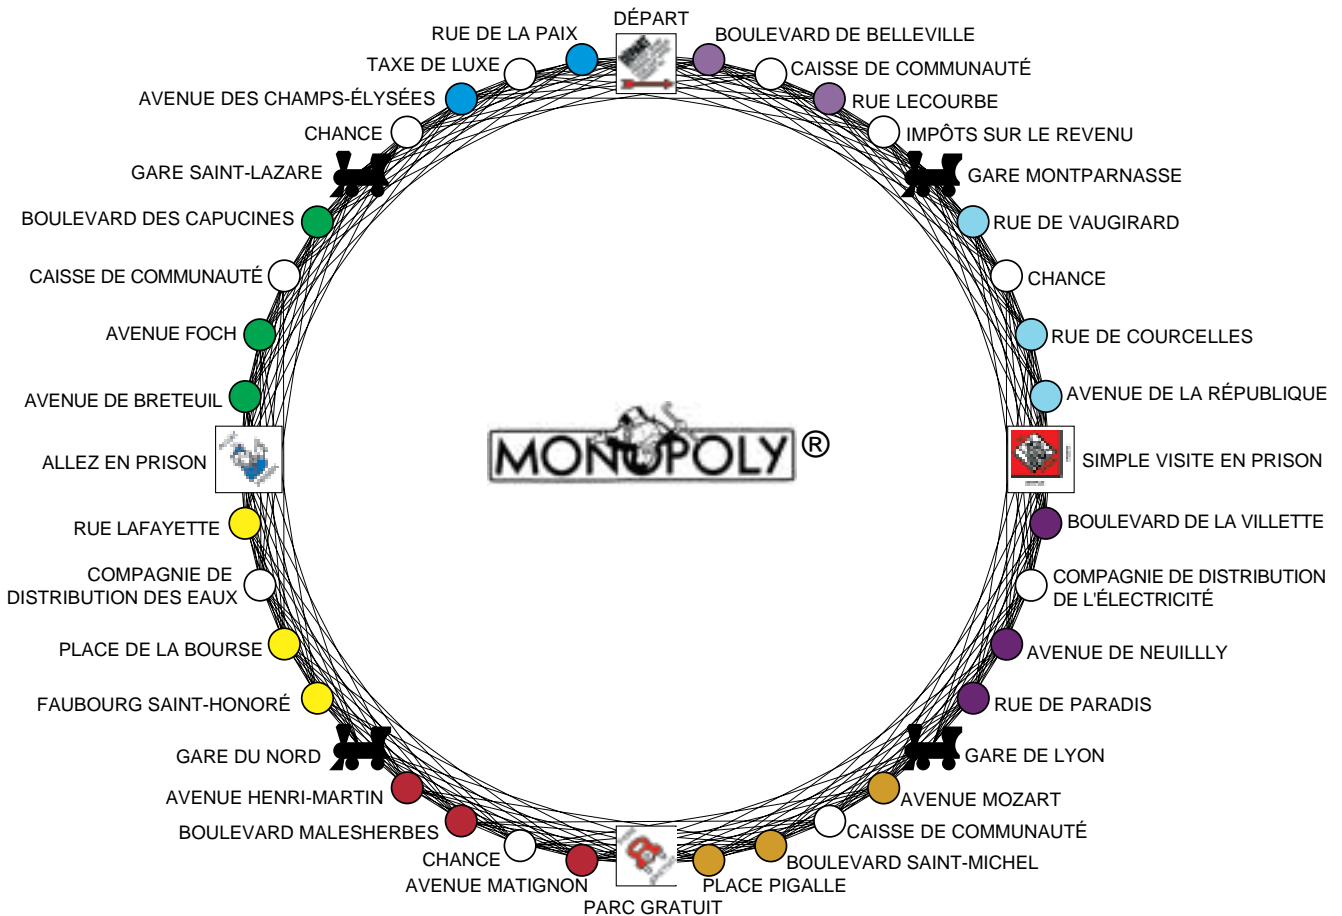 DÉPART
BOULEVARD DE BELLEVILLE
CAISSE DE COMMUNAUTÉ
RUE LECOURBE
IMPÔTS SUR LE REVENU
GARE MONTPARNASSE
RUE DE VAUGIRARD
CHANCE
RUE DE COURCELLES
AVENUE DE LA RÉPUBLIQUE
SIMPLE VISITE EN PRISON
BOULEVARD DE LA VILLETTE
COMPAGNIE DE DISTRIBUTION
DE L'ÉLECTRICITÉ
AVENUE DE NEUILLLY
RUE DE PARADIS
GARE DE LYON
AVENUE MOZART
CAISSE DE COMMUNAUTÉ
BOULEVARD SAINT-MICHEL
PLACE PIGALLE
PARC GRATUIT
AVENUE MATIGNON
CHANCE
BOULEVARD MALESHERBES
AVENUE HENRI-MARTIN
GARE DU NORD
FAUBOURG SAINT-HONORÉ
PLACE DE LA BOURSE
COMPAGNIE DE
DISTRIBUTION DES EAUX
RUE LAFAYETTE
ALLEZ EN PRISON
AVENUE DE BRETEUIL
AVENUE FOCH
CAISSE DE COMMUNAUTÉ
BOULEVARD DES CAPUCINES
GARE SAINT-LAZARE
CHANCE
AVENUE DES CHAMPS-ÉLYSÉES
TAXE DE LUXE
RUE DE LA PAIX
MONOPOLY ®